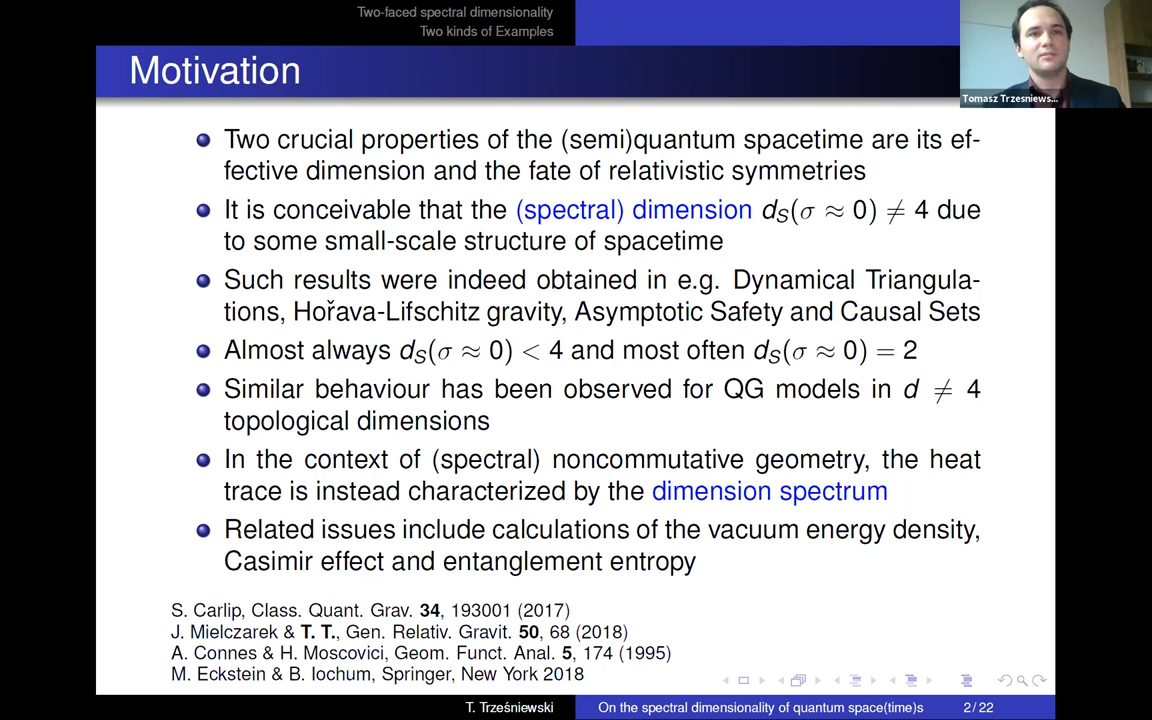 Two-faced spectral dimensionality
Two kinds of Examples
Motivation
Tomasz Trzesniews...
Two crucial properties of the (semi)quantum spacetime are its ef-
fective dimension and the fate of relativistic symmetries
It is conceivable that the (spectral) dimension d_S(σ ≈ 0) ≠ 4 due
to some small-scale structure of spacetime
Such results were indeed obtained in e.g. Dynamical Triangula-
tions, Hořava-Lifschitz gravity, Asymptotic Safety and Causal Sets
Almost always d_S(σ ≈ 0) < 4 and most often d_S(σ ≈ 0) = 2
Similar behaviour has been observed for QG models in d ≠ 4
topological dimensions
In the context of (spectral) noncommutative geometry, the heat
trace is instead characterized by the dimension spectrum
Related issues include calculations of the vacuum energy density,
Casimir effect and entanglement entropy
S. Carlip, Class. Quant. Grav. 34, 193001 (2017)
J. Mielczarek & T. T., Gen. Relativ. Gravit. 50, 68 (2018)
A. Connes & H. Moscovici, Geom. Funct. Anal. 5, 174 (1995)
M. Eckstein & B. Iochum, Springer, New York 2018
T. Trześniewski On the spectral dimensionality of quantum space(time)s 2/22